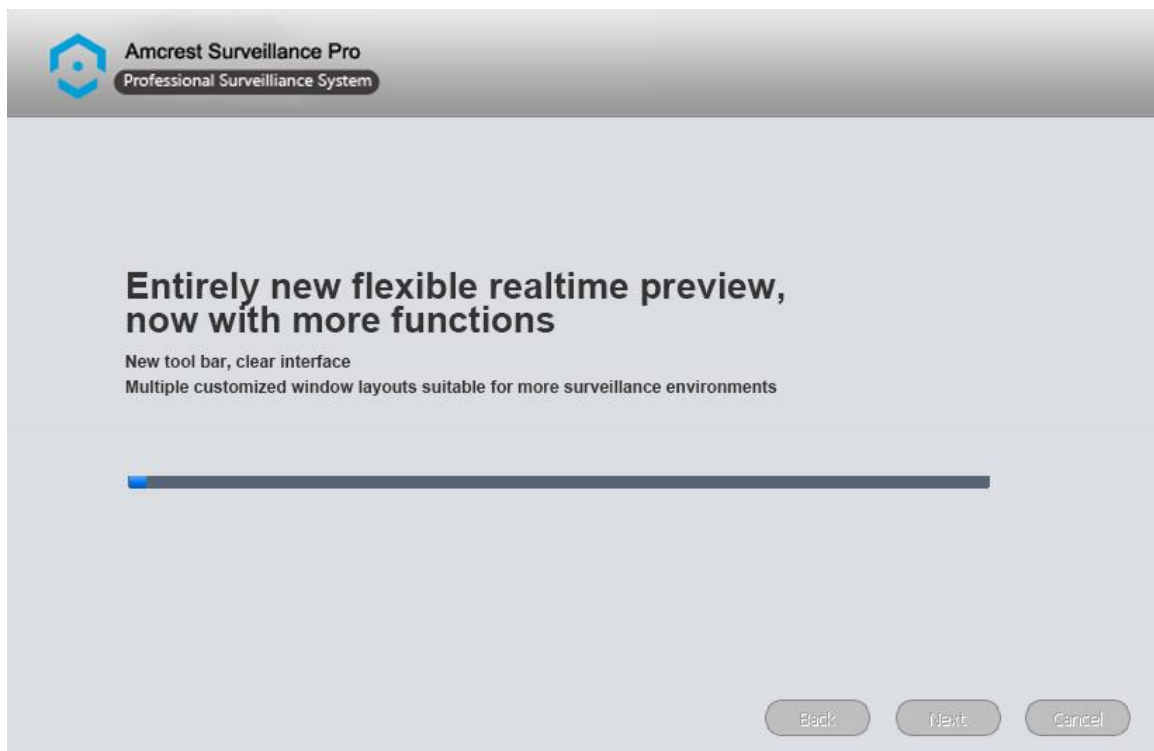 Amcrest Surveillance Pro
Professional Surveilliance System
Entirely new flexible realtime preview,
now with more functions
New tool bar, clear interface
Multiple customized window layouts suitable for more surveillance environments
Back Next Cancel